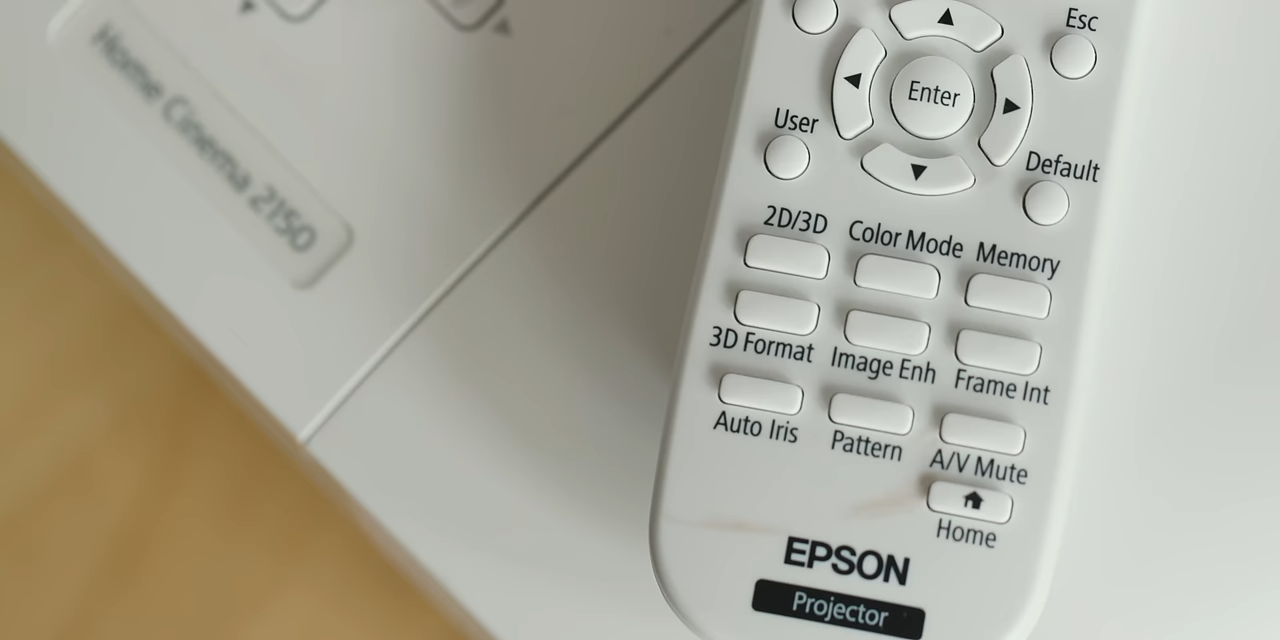 Home Cinema 2150
Esc
Enter
User
Default
2D/3D Color Mode Memory
3D Format Image Enh Frame Int
Auto Iris Pattern A/V Mute
Home
EPSON
Projector